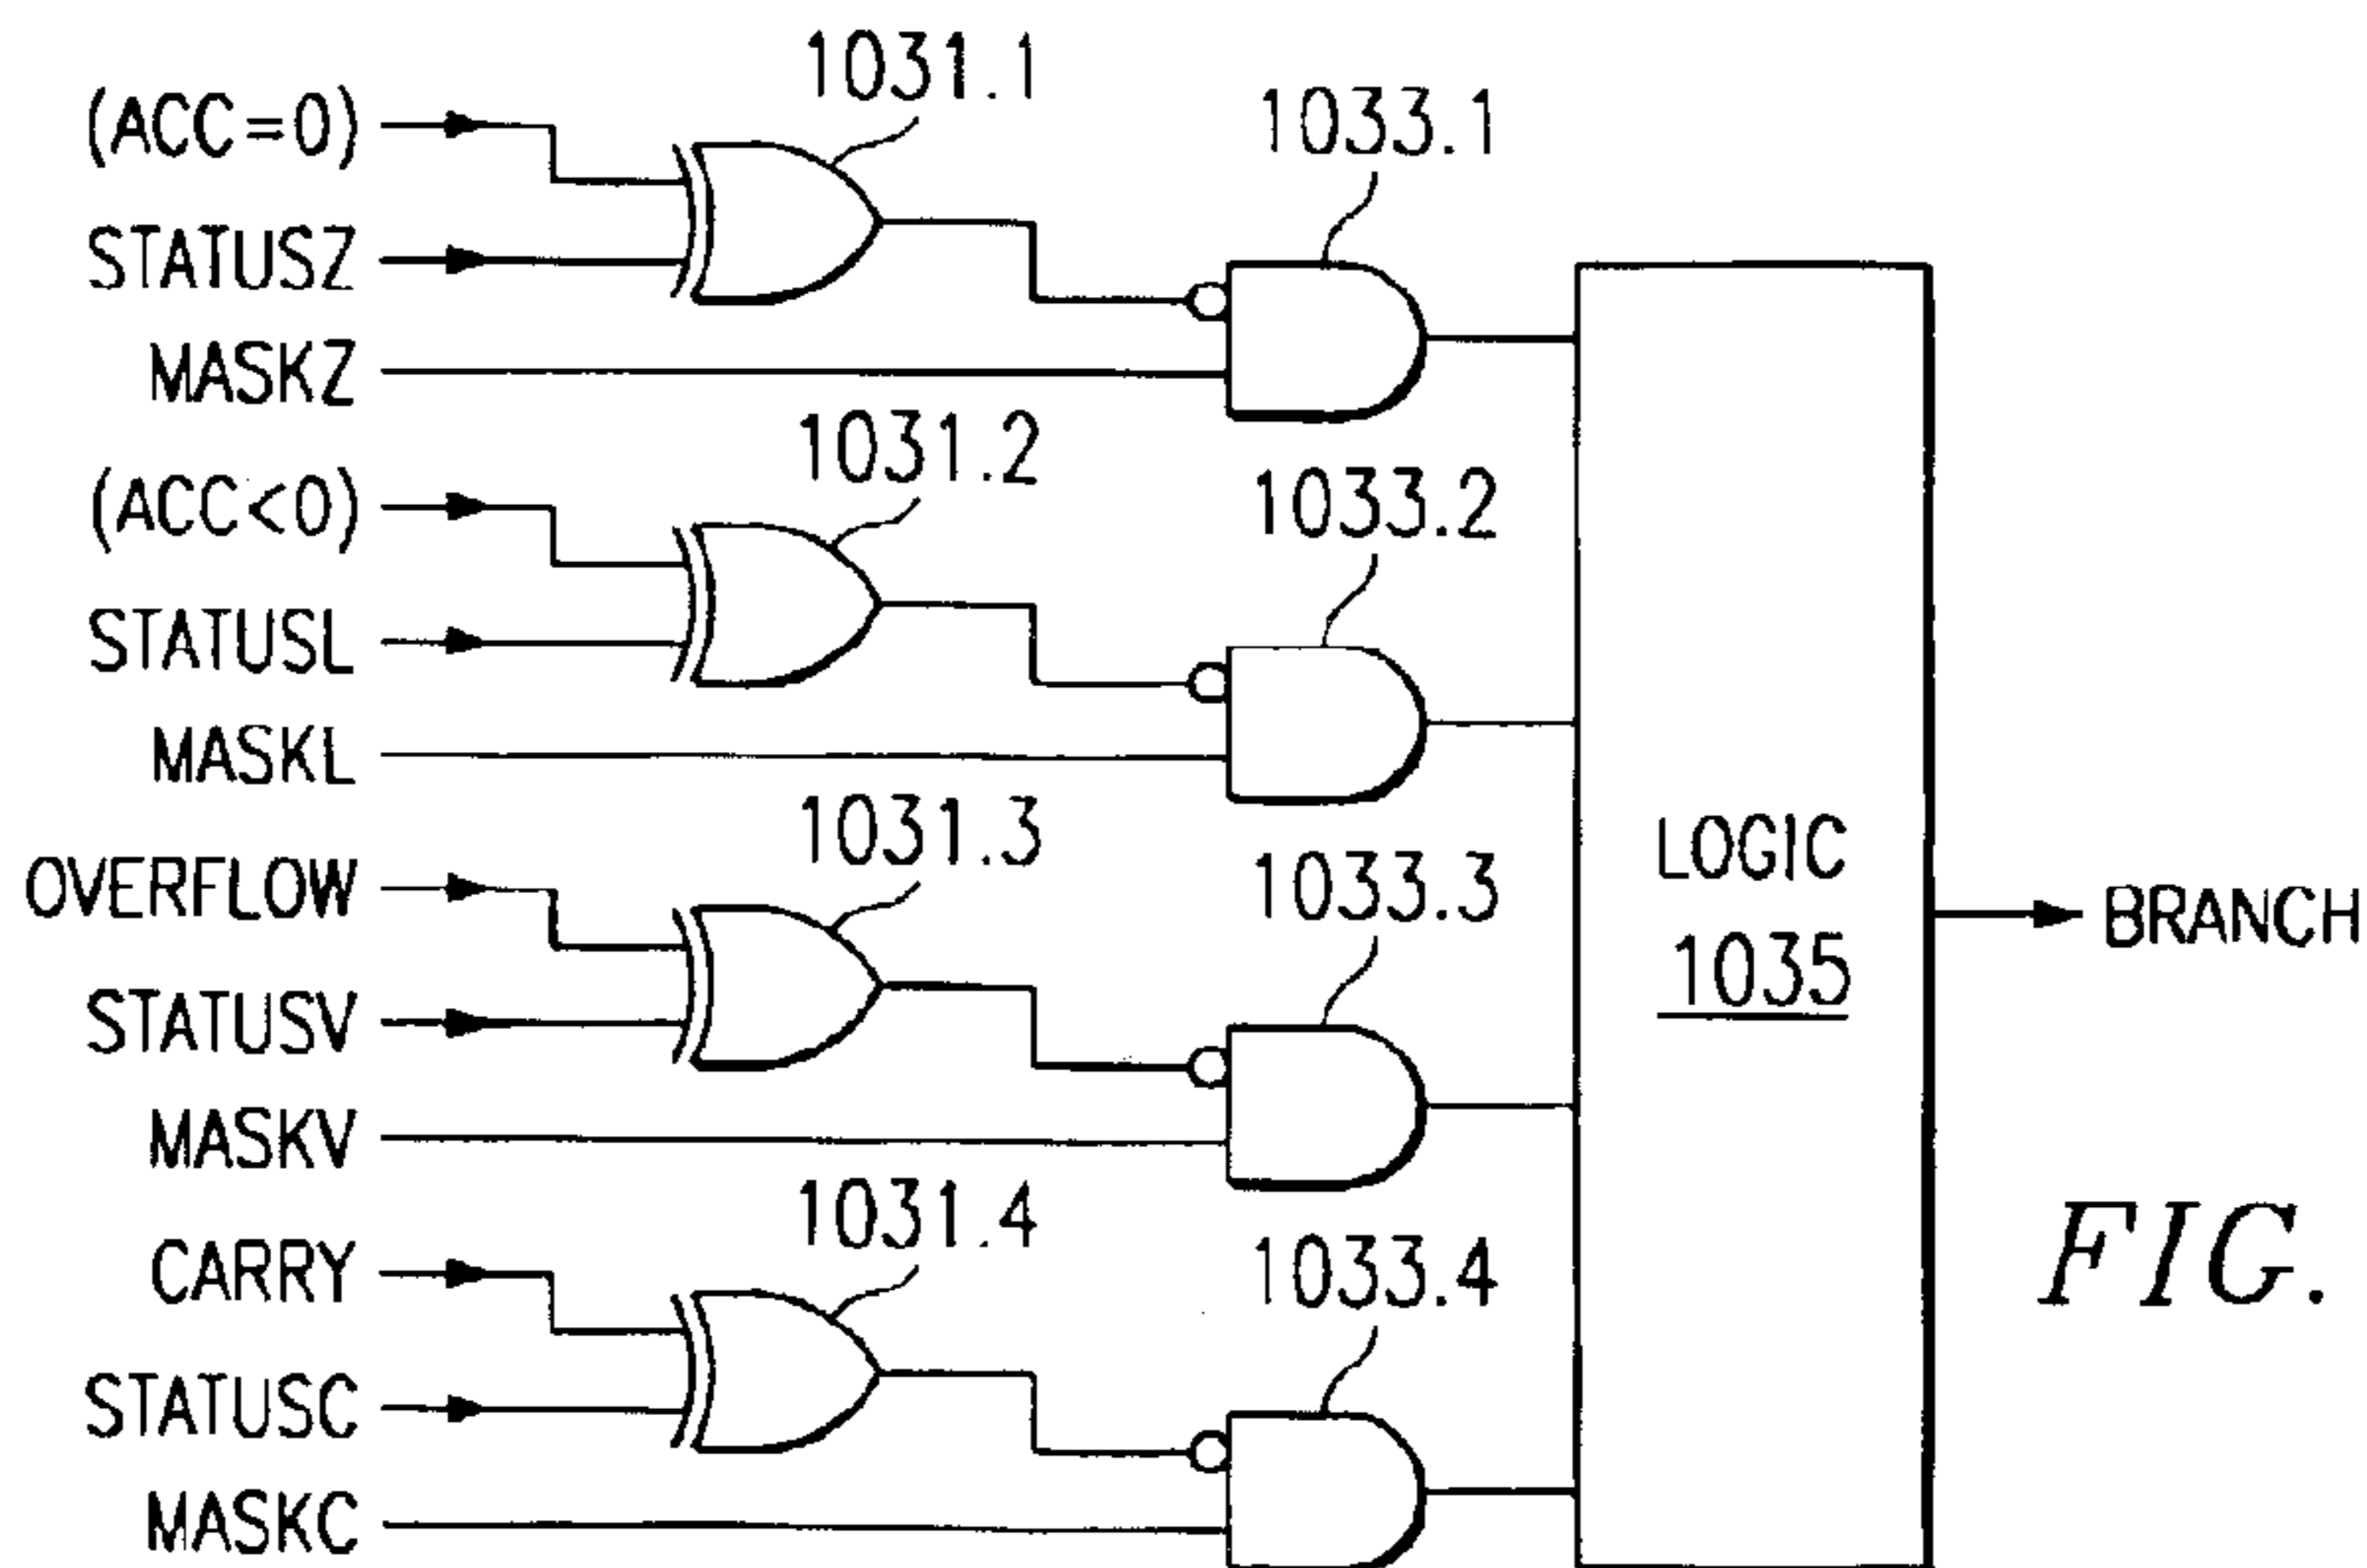 1031.1
(ACC=0)
1033.1
STATUSZ
MASKZ
1031.2
(ACC<0)
1033.2
STATUSL
MASKL
1031.3
OVERFLOW
1033.3
LOGIC
1035
BRANCH
STATUSV
MASKV
1031.4
CARRY
1033.4
FIG.
STATUSC
MASKC